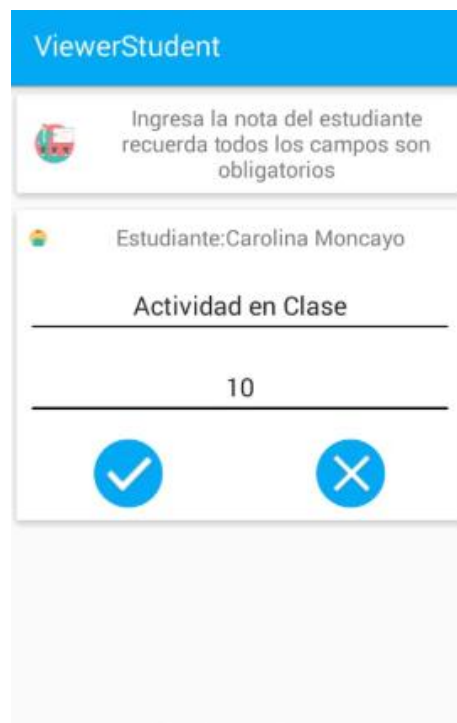 ViewerStudent
Ingresa la nota del estudiante
recuerda todos los campos son
obligatorios
Estudiante:Carolina Moncayo
Actividad en Clase
10